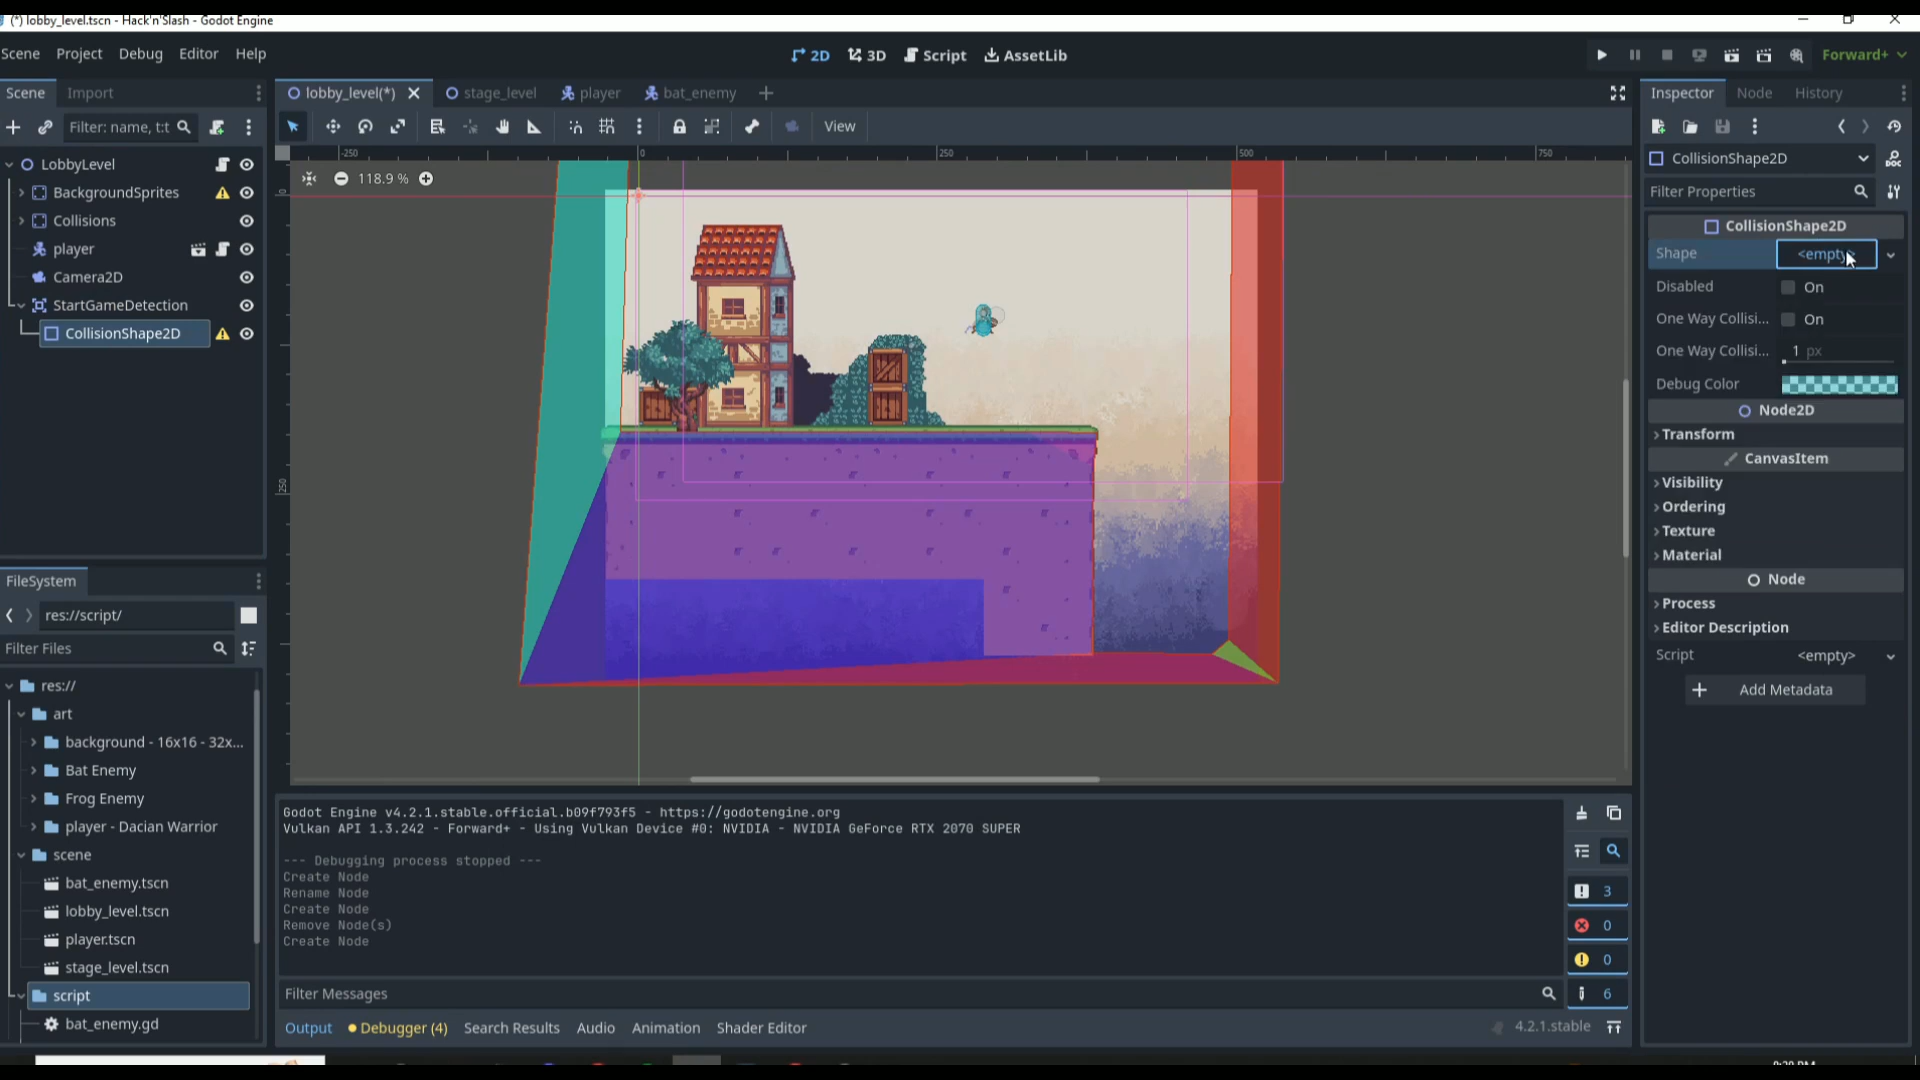 (*) lobby_level.tscn - Hack'n'Slash - Godot Engine
Scene Project Debug Editor Help
2D 3D Script AssetLib
Forward+
Scene Import
lobby_level(*) stage_level player bat_enemy
Inspector Node History
Filter: name, t:t
View
LobbyLevel
BackgroundSprites
Collisions
player
Camera2D
StartGameDetection
CollisionShape2D
-250 0 250 500 750
118.9 %
0
250
CollisionShape2D
Filter Properties
CollisionShape2D
Shape <empty>
Disabled On
One Way Collisi... On
One Way Collisi... 1 px
Debug Color
Node2D
Transform
CanvasItem
Visibility
Ordering
Texture
Material
Node
Process
Editor Description
Script <empty>
Add Metadata
FileSystem
res://script/
Filter Files
res://
art
background - 16x16 - 32x...
Bat Enemy
Frog Enemy
player - Dacian Warrior
scene
bat_enemy.tscn
lobby_level.tscn
player.tscn
stage_level.tscn
script
bat_enemy.gd
Godot Engine v4.2.1.stable.official.b09f793f5 - https://godotengine.org
Vulkan API 1.3.242 - Forward+ - Using Vulkan Device #0: NVIDIA - NVIDIA GeForce RTX 2070 SUPER
--- Debugging process stopped ---
Create Node
Rename Node
Create Node
Remove Node(s)
Create Node
3
0
0
6
Filter Messages
Output Debugger (4) Search Results Audio Animation Shader Editor
4.2.1.stable